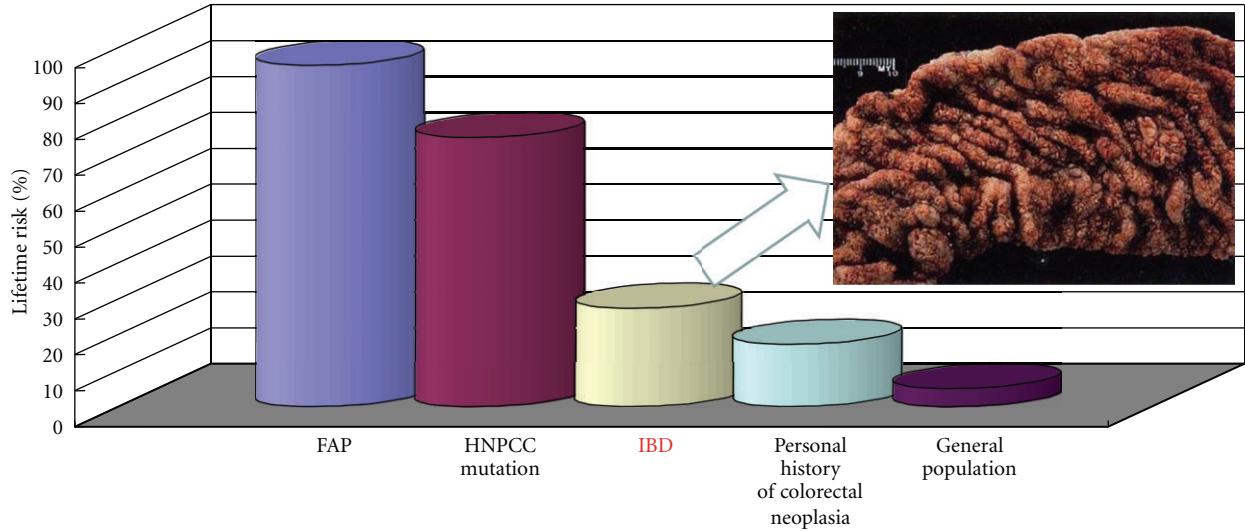 Lifetime risk (%)
100
90
80
70
60
50
40
30
20
10
0
FAP
HNPCC
mutation
IBD
Personal
history
of colorectal
neoplasia
General
population